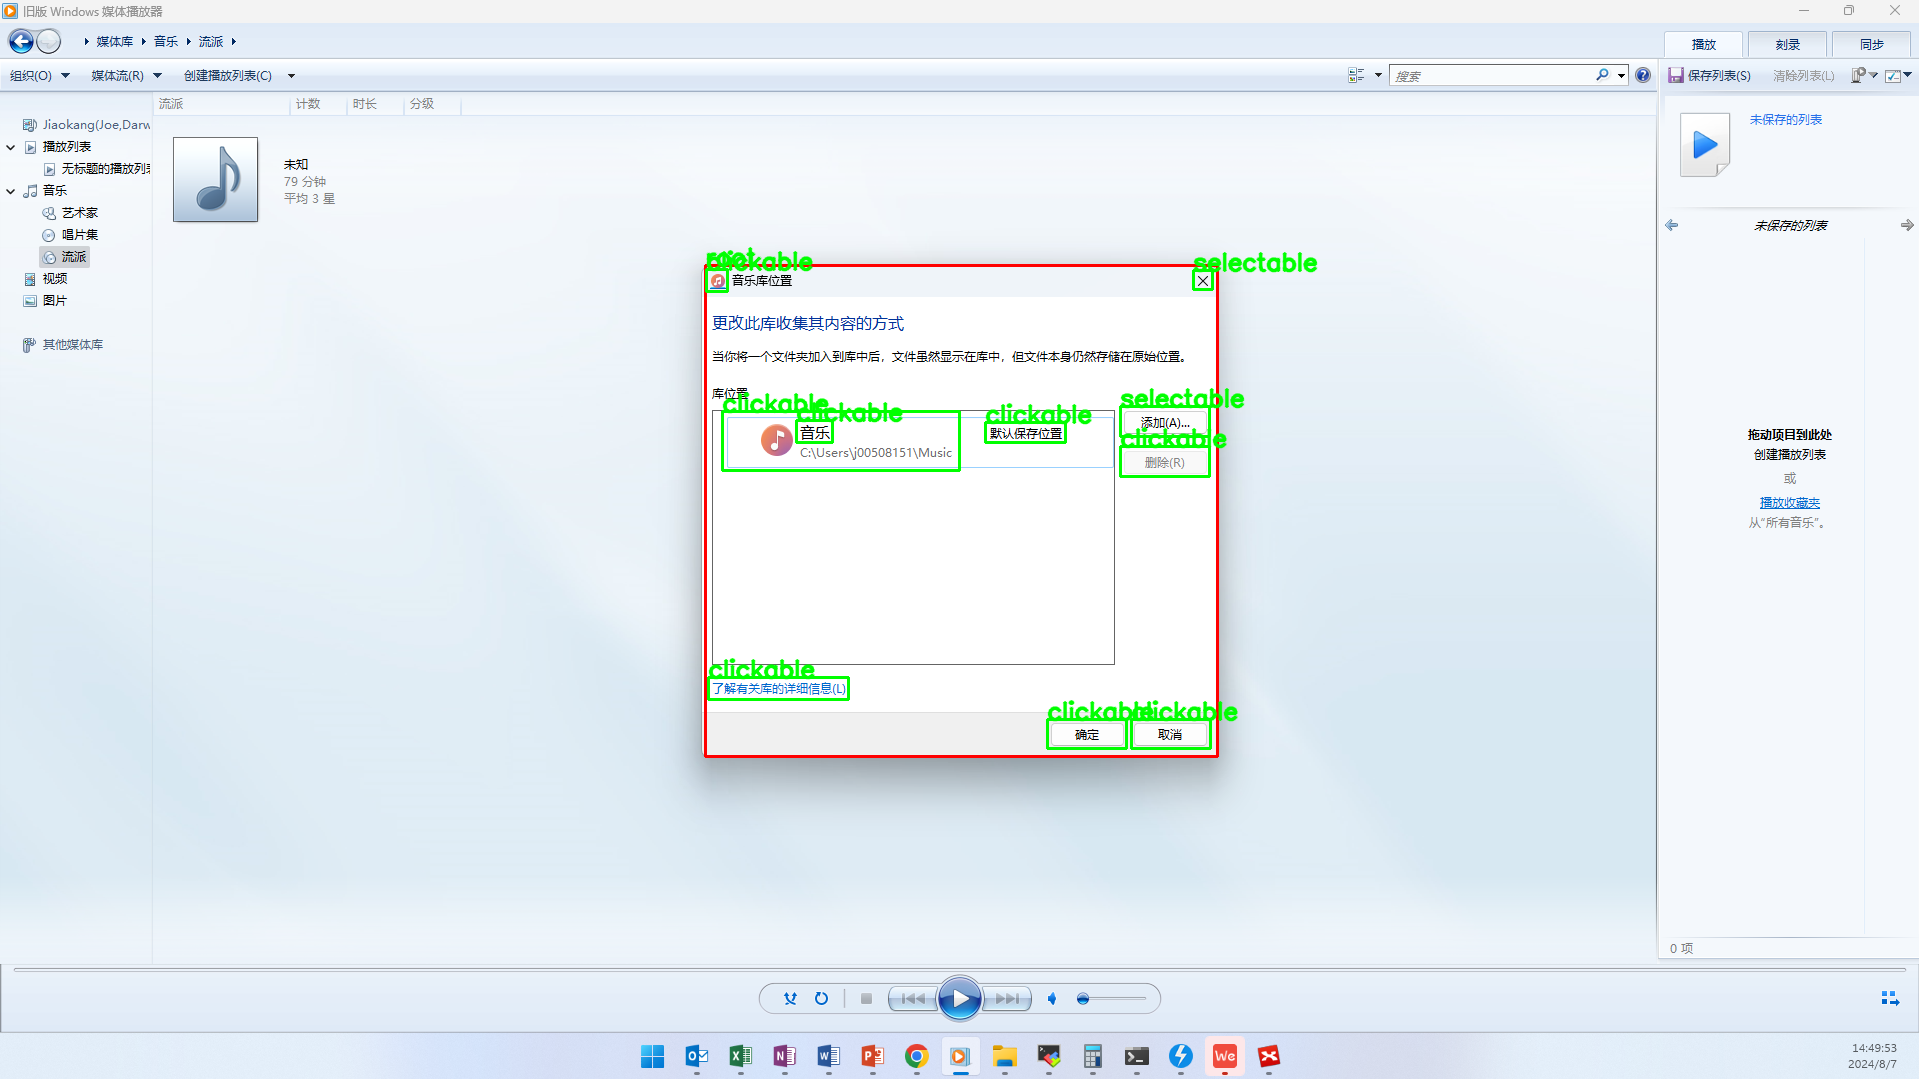 旧版 Windows 媒体播放器
媒体库
音乐
流派
播放
刻录
同步
组织(O)
媒体流(R)
创建播放列表(C)
搜索
保存列表(S)
清除列表(L)
流派
计数
时长
分级
Jiaokang(Joe,Darw
播放列表
无标题的播放列
音乐
艺术家
唱片集
流派
视频
图片
其他媒体库
未知
79 分钟
平均 3 星
未保存的列表
未保存的列表
拖动项目到此处
创建播放列表
或
播放收藏夹
从“所有音乐”。
0 项
root
clickable
selectable
音乐库位置
更改此库收集其内容的方式
当你将一个文件夹加入到库中后，文件虽然显示在库中，但文件本身仍然存储在原始位置。
库位置
clickable
clickable
clickable
selectable
音乐
C:\Users\j00508151\Music
默认保存位置
添加(A)...
clickable
删除(R)
clickable
了解有关库的详细信息(L)
clickable
clickable
确定
取消
We
14:49:53
2024/8/7